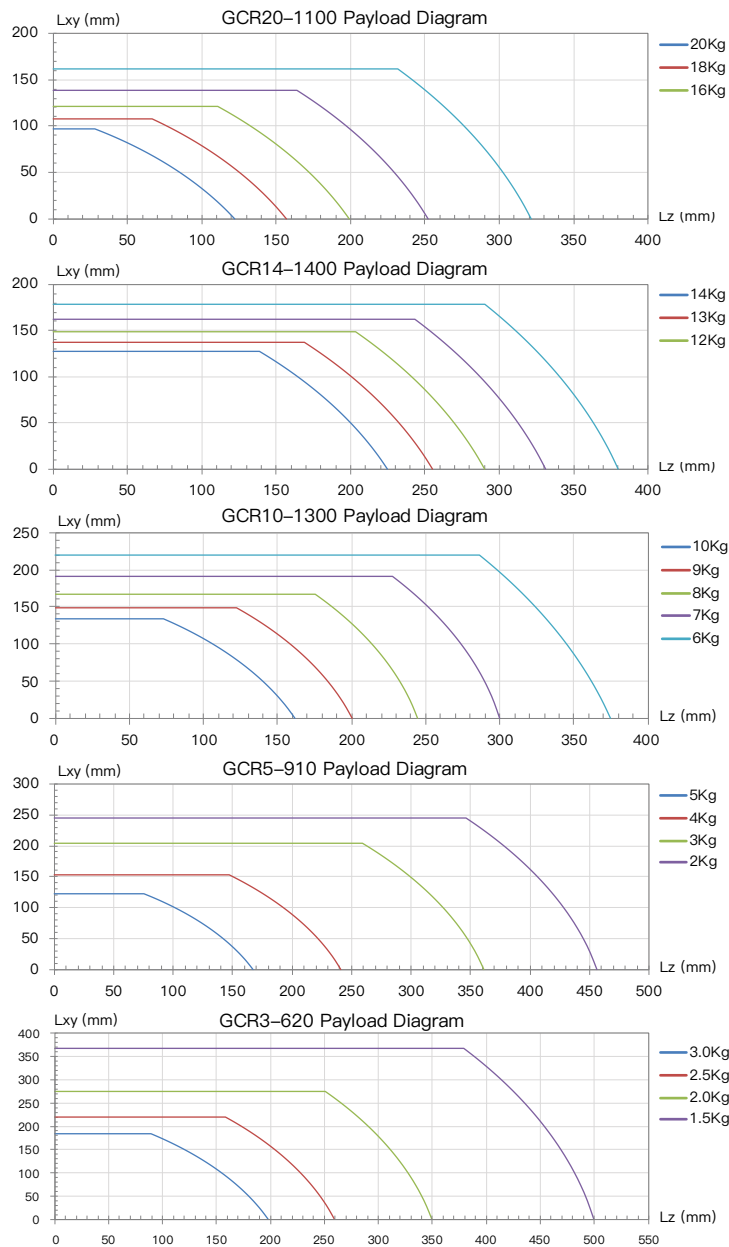 GCR20–1100 Payload Diagram
Lxy (mm)
200
150
100
50
0
0 50 100 150 200 250 300 350 400
Lz (mm)
20Kg
18Kg
16Kg
GCR14–1400 Payload Diagram
Lxy (mm)
200
150
100
50
0
0 50 100 150 200 250 300 350 400
Lz (mm)
14Kg
13Kg
12Kg
GCR10–1300 Payload Diagram
Lxy (mm)
250
200
150
100
50
0
0 50 100 150 200 250 300 350 400
Lz (mm)
10Kg
9Kg
8Kg
7Kg
6Kg
GCR5–910 Payload Diagram
Lxy (mm)
300
250
200
150
100
50
0
0 50 100 150 200 250 300 350 400 450 500
Lz (mm)
5Kg
4Kg
3Kg
2Kg
GCR3–620 Payload Diagram
Lxy (mm)
400
350
300
250
200
150
100
50
0
0 50 100 150 200 250 300 350 400 450 500 550
Lz (mm)
3.0Kg
2.5Kg
2.0Kg
1.5Kg